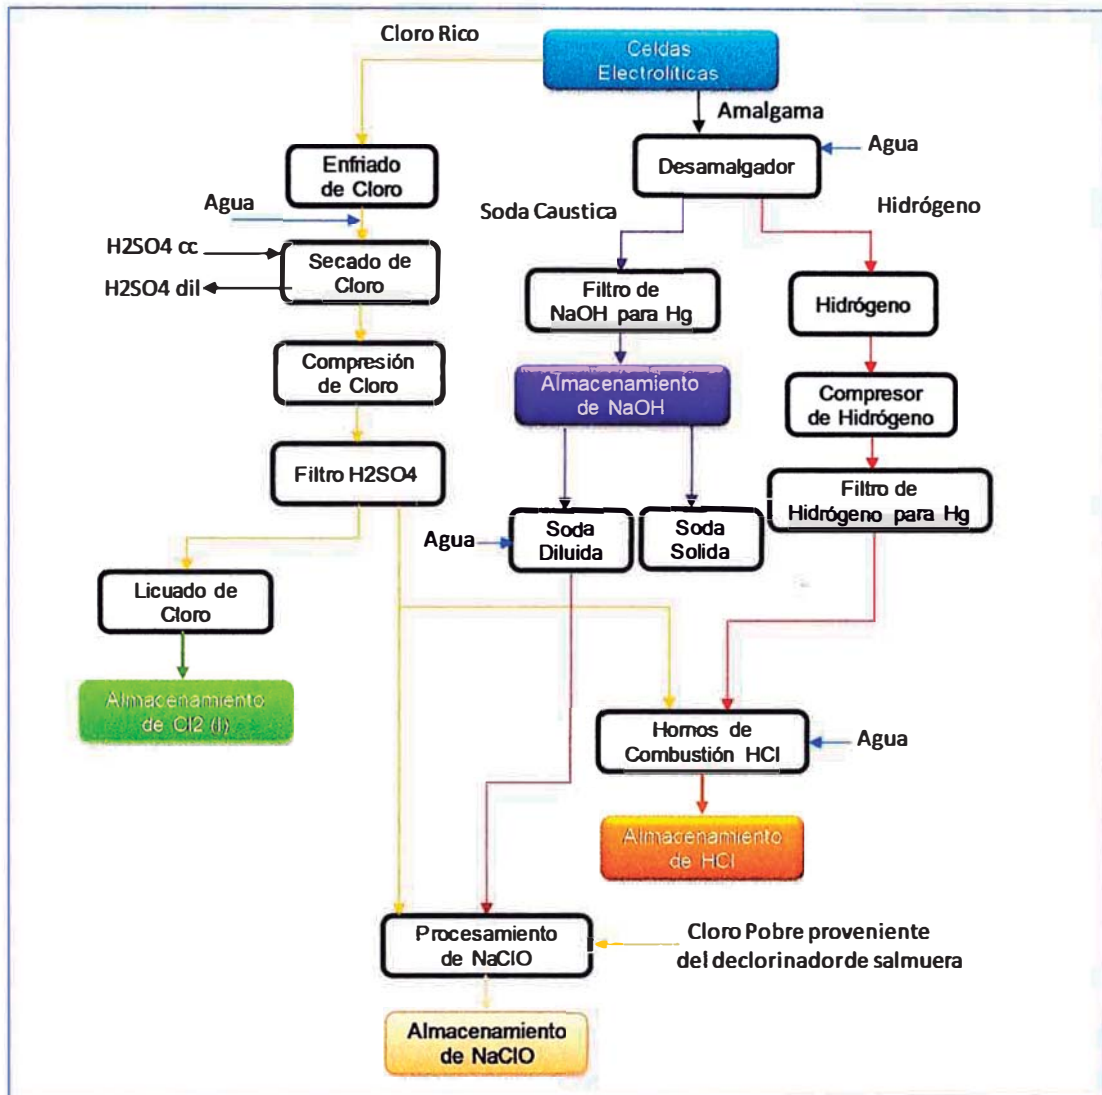 Cloro Rico
Celdas
Electrolíticas
Amalgama
Agua
Desamalgador
Enfriado
de Cloro
Agua
Soda Caustica
Hidrógeno
H2SO4 cc
H2SO4 dil
Secado de
Cloro
Filtro de
NaOH para Hg
Hidrógeno
Compresión
de Cloro
Almacenamiento
de NaOH
Compresor
de Hidrógeno
Filtro H2SO4
Filtro de
Hidrógeno para Hg
Agua
Soda
Diluida
Soda
Solida
Licuado de
Cloro
Almacenamiento
de Cl2 (l)
Hornos de
Combustión HCl
Agua
Almacenamiento
de HCl
Procesamiento
de NaClO
Cloro Pobre proveniente
del declorinador de salmuera
Almacenamiento
de NaClO